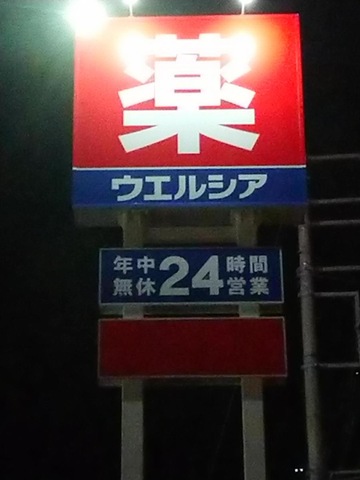 薬
ウエルシア
年中無休 24 時間営業